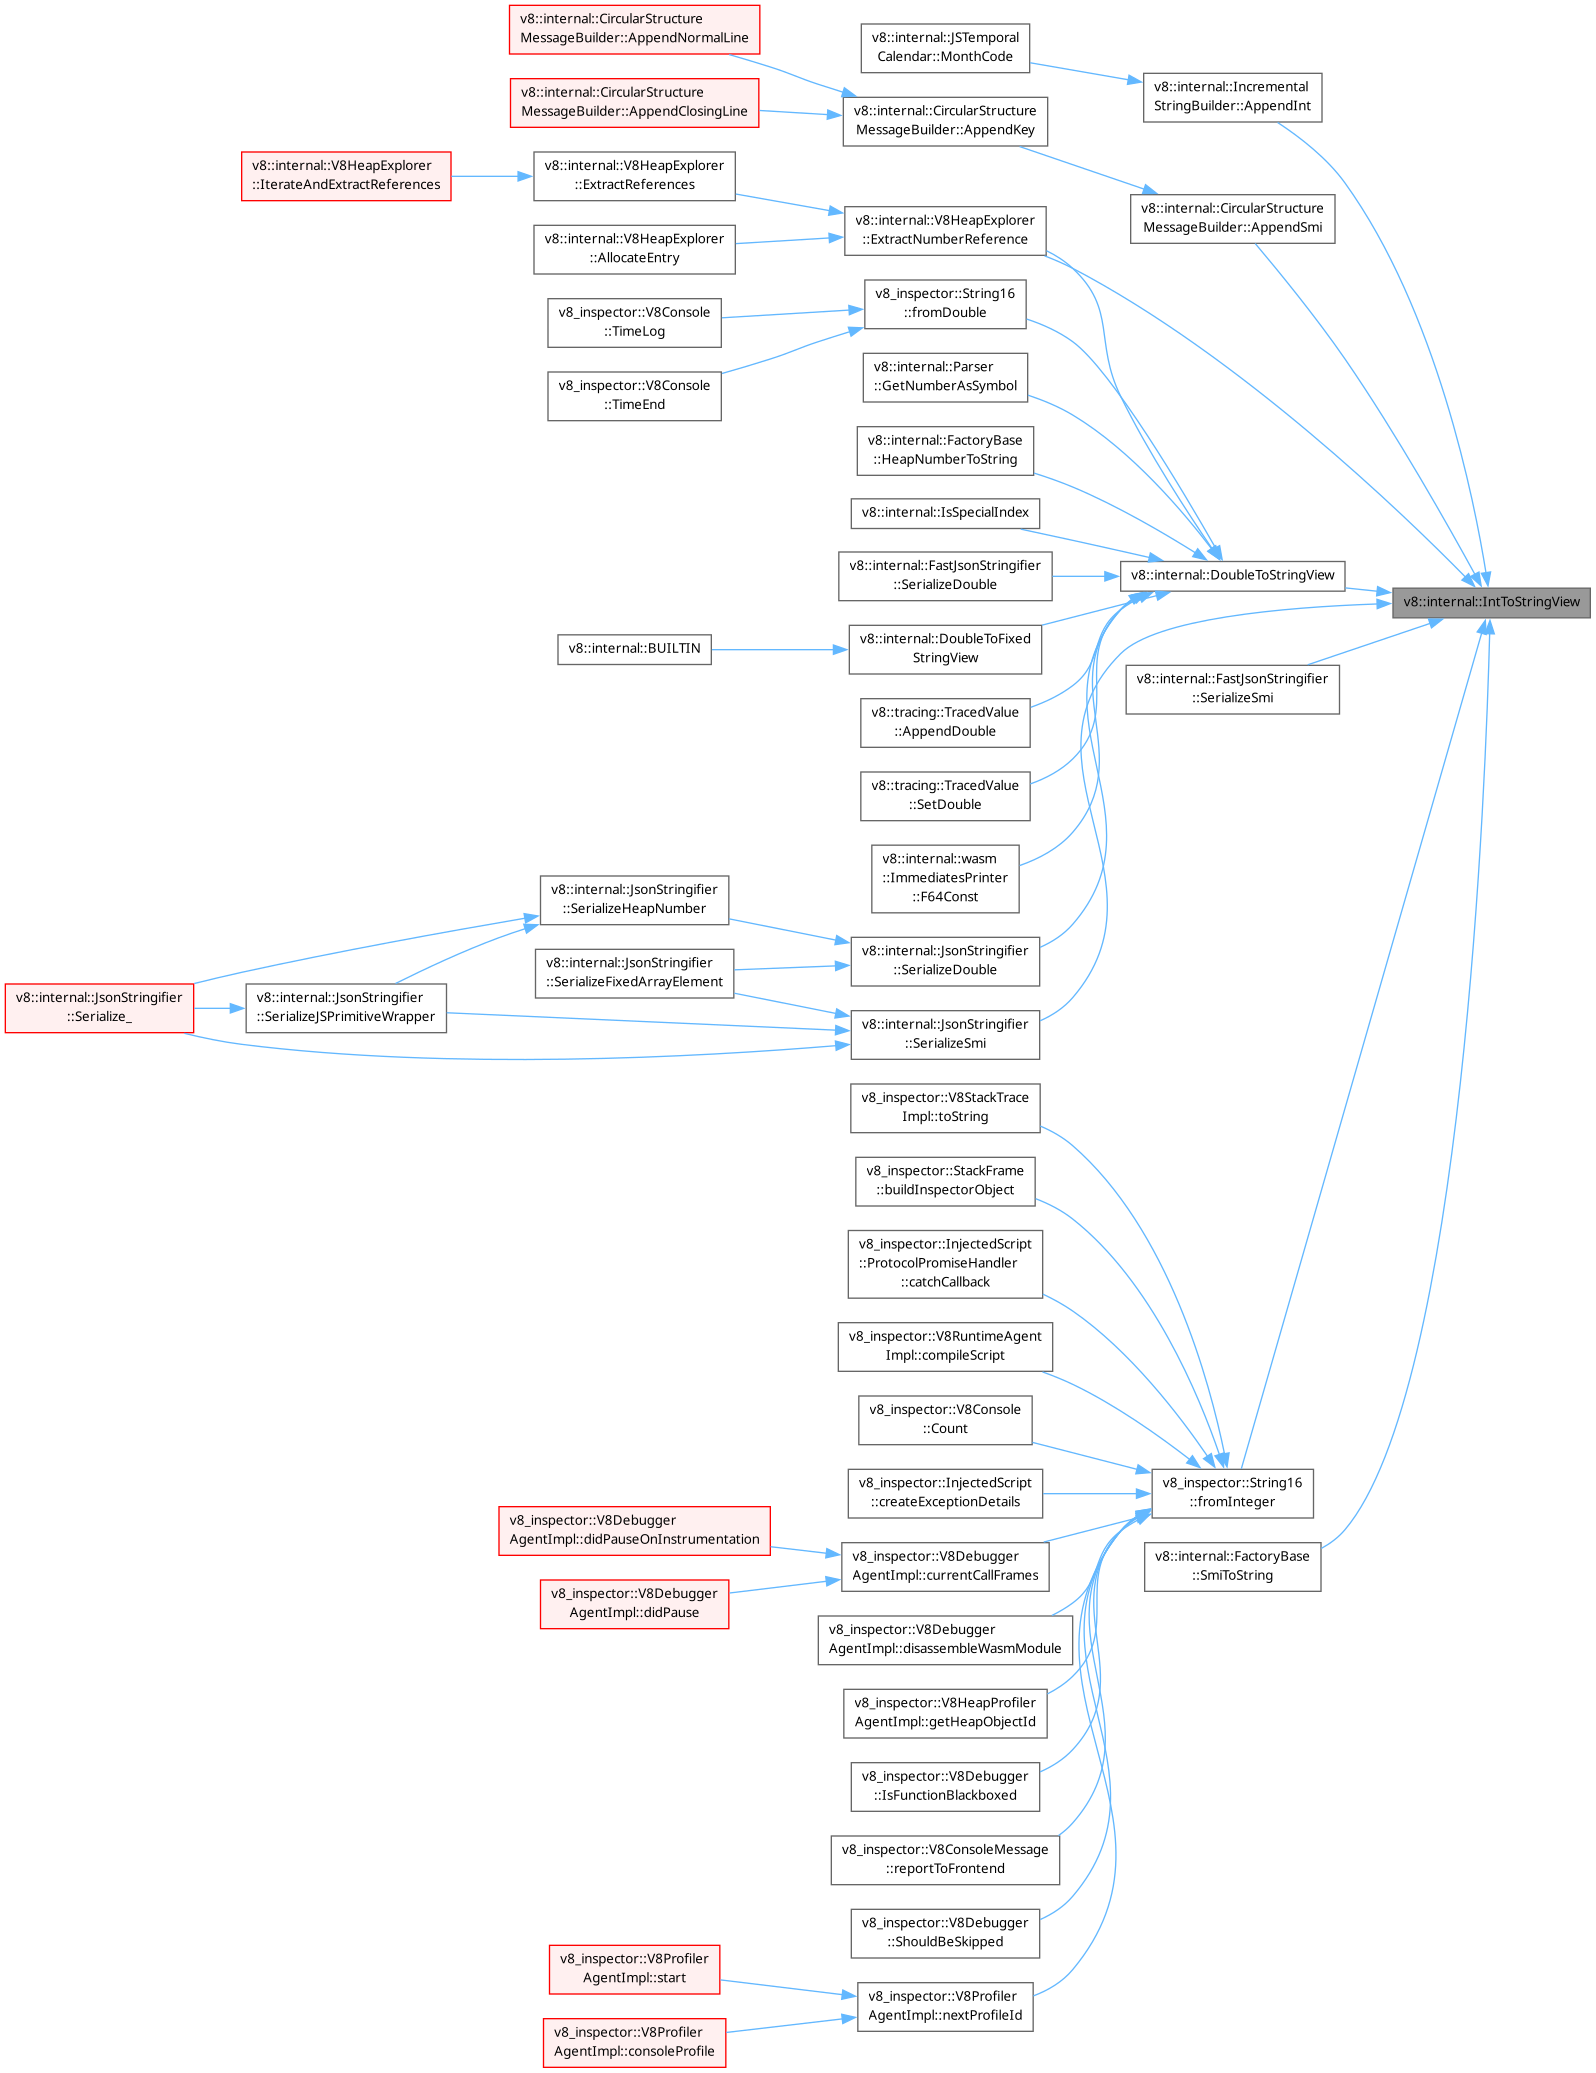 v8::internal::CircularStructure
MessageBuilder::AppendNormalLine
v8::internal::JSTemporal
Calendar::MonthCode
v8::internal::Incremental
StringBuilder::AppendInt
v8::internal::CircularStructure
MessageBuilder::AppendClosingLine
v8::internal::CircularStructure
MessageBuilder::AppendKey
v8::internal::V8HeapExplorer
::IterateAndExtractReferences
v8::internal::V8HeapExplorer
::ExtractReferences
v8::internal::CircularStructure
MessageBuilder::AppendSmi
v8::internal::V8HeapExplorer
::ExtractNumberReference
v8::internal::V8HeapExplorer
::AllocateEntry
v8_inspector::String16
::fromDouble
v8_inspector::V8Console
::TimeLog
v8::internal::Parser
::GetNumberAsSymbol
v8_inspector::V8Console
::TimeEnd
v8::internal::FactoryBase
::HeapNumberToString
v8::internal::IsSpecialIndex
v8::internal::FastJsonStringifier
::SerializeDouble
v8::internal::DoubleToStringView
v8::internal::IntToStringView
v8::internal::BUILTIN
v8::internal::DoubleToFixed
StringView
v8::internal::FastJsonStringifier
::SerializeSmi
v8::tracing::TracedValue
::AppendDouble
v8::tracing::TracedValue
::SetDouble
v8::internal::wasm
::ImmediatesPrinter
::F64Const
v8::internal::JsonStringifier
::SerializeHeapNumber
v8::internal::JsonStringifier
::SerializeDouble
v8::internal::JsonStringifier
::SerializeFixedArrayElement
v8::internal::JsonStringifier
::Serialize_
v8::internal::JsonStringifier
::SerializeJSPrimitiveWrapper
v8::internal::JsonStringifier
::SerializeSmi
v8_inspector::V8StackTrace
Impl::toString
v8_inspector::StackFrame
::buildInspectorObject
v8_inspector::InjectedScript
::ProtocolPromiseHandler
::catchCallback
v8_inspector::V8RuntimeAgent
Impl::compileScript
v8_inspector::V8Console
::Count
v8_inspector::InjectedScript
::createExceptionDetails
v8_inspector::String16
::fromInteger
v8_inspector::V8Debugger
AgentImpl::didPauseOnInstrumentation
v8_inspector::V8Debugger
AgentImpl::currentCallFrames
v8::internal::FactoryBase
::SmiToString
v8_inspector::V8Debugger
AgentImpl::didPause
v8_inspector::V8Debugger
AgentImpl::disassembleWasmModule
v8_inspector::V8HeapProfiler
AgentImpl::getHeapObjectId
v8_inspector::V8Debugger
::IsFunctionBlackboxed
v8_inspector::V8ConsoleMessage
::reportToFrontend
v8_inspector::V8Debugger
::ShouldBeSkipped
v8_inspector::V8Profiler
AgentImpl::start
v8_inspector::V8Profiler
AgentImpl::nextProfileId
v8_inspector::V8Profiler
AgentImpl::consoleProfile